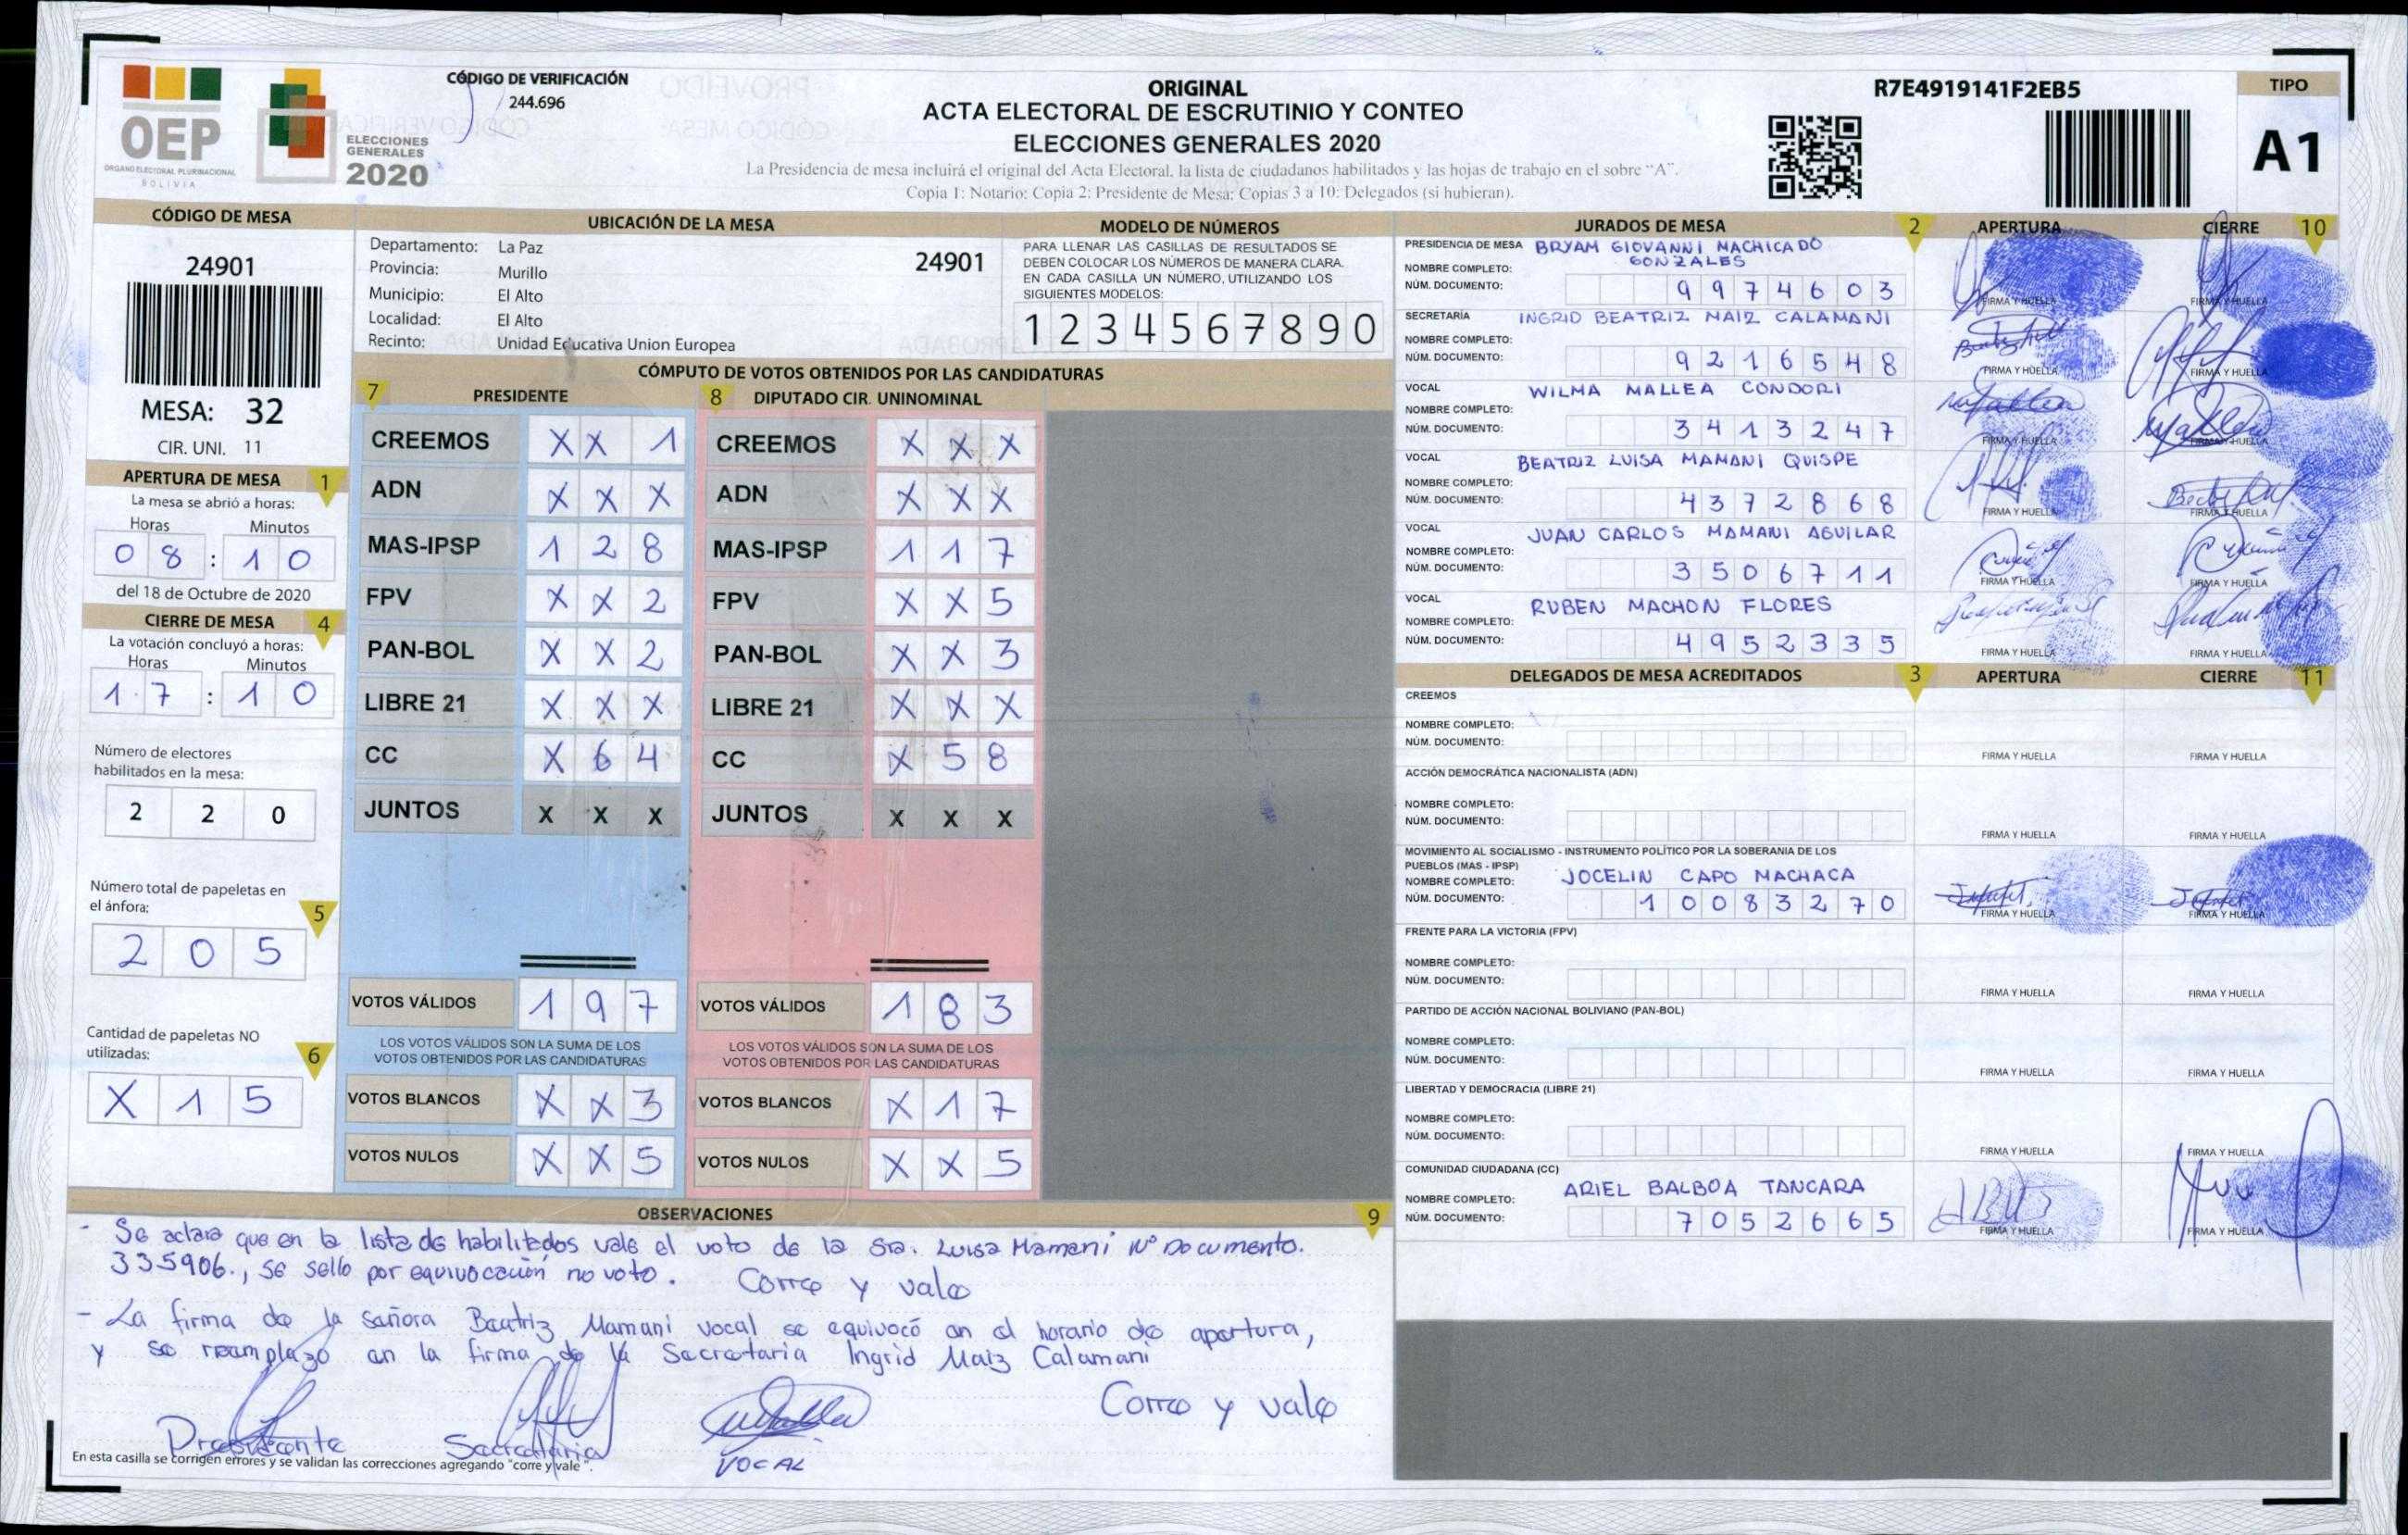 OEP
ORGANO ELECTORAL PLURINACIONAL
BOLIVIA
ELECCIONES
GENERALES
2020
CÓDIGO DE VERIFICACIÓN
244.696
ORIGINAL
ACTA ELECTORAL DE ESCRUTINIO Y CONTEO
ELECCIONES GENERALES 2020
La Presidencia de mesa incluirá el original del Acta Electoral, la lista de ciudadanos habilitados y las hojas de trabajo en el sobre "A".
Copia 1: Notario; Copia 2: Presidente de Mesa; Copias 3 a 10: Delegados (si hubieran).
R7E4919141F2EB5
TIPO
A1
CÓDIGO DE MESA
24901
MESA: 32
CIR. UNI. 11
APERTURA DE MESA 1
La mesa se abrió a horas:
Horas Minutos
0 8 : 1 0
del 18 de Octubre de 2020
CIERRE DE MESA 4
La votación concluyó a horas:
Horas Minutos
1 7 : 1 0
Número de electores
habilitados en la mesa:
2 2 0
Número total de papeletas en
el ánfora: 5
2 0 5
Cantidad de papeletas NO
utilizadas: 6
X 1 5
UBICACIÓN DE LA MESA
Departamento: La Paz 24901
Provincia: Murillo
Municipio: El Alto
Localidad: El Alto
Recinto: Unidad Educativa Union Europea
MODELO DE NÚMEROS
PARA LLENAR LAS CASILLAS DE RESULTADOS SE
DEBEN COLOCAR LOS NÚMEROS DE MANERA CLARA.
EN CADA CASILLA UN NÚMERO, UTILIZANDO LOS
SIGUIENTES MODELOS:
1 2 3 4 5 6 7 8 9 0
CÓMPUTO DE VOTOS OBTENIDOS POR LAS CANDIDATURAS
7 PRESIDENTE
CREEMOS X X 1
ADN X X X
MAS-IPSP 1 2 8
FPV X X 2
PAN-BOL X X 2
LIBRE 21 X X X
CC X 6 4
JUNTOS X X X
VOTOS VÁLIDOS 1 9 7
LOS VOTOS VÁLIDOS SON LA SUMA DE LOS
VOTOS OBTENIDOS POR LAS CANDIDATURAS
VOTOS BLANCOS X X 3
VOTOS NULOS X X 5
8 DIPUTADO CIR. UNINOMINAL
CREEMOS X X X
ADN X X X
MAS-IPSP 1 1 7
FPV X X 5
PAN-BOL X X 3
LIBRE 21 X X X
CC X 5 8
JUNTOS X X X
VOTOS VÁLIDOS 1 8 3
LOS VOTOS VÁLIDOS SON LA SUMA DE LOS
VOTOS OBTENIDOS POR LAS CANDIDATURAS
VOTOS BLANCOS X 1 7
VOTOS NULOS X X 5
JURADOS DE MESA 2 APERTURA CIERRE 10
PRESIDENCIA DE MESA BRYAM GIOVANNI MACHICADO
GONZALES
NOMBRE COMPLETO:
NÚM. DOCUMENTO: 9 9 7 4 6 0 3
FIRMA Y HUELLA FIRMA Y HUELLA
SECRETARÍA INGRID BEATRIZ MAIZ CALAMANI
NOMBRE COMPLETO:
NÚM. DOCUMENTO: 9 2 1 6 5 4 8
FIRMA Y HUELLA FIRMA Y HUELLA
VOCAL WILMA MALLEA CONDORI
NOMBRE COMPLETO:
NÚM. DOCUMENTO: 3 4 1 3 2 4 7
FIRMA Y HUELLA FIRMA Y HUELLA
VOCAL BEATRIZ LUISA MAMANI QUISPE
NOMBRE COMPLETO:
NÚM. DOCUMENTO: 4 3 7 2 8 6 8
FIRMA Y HUELLA FIRMA Y HUELLA
VOCAL JUAN CARLOS MAMANI AGUILAR
NOMBRE COMPLETO:
NÚM. DOCUMENTO: 3 5 0 6 7 1 1
FIRMA Y HUELLA FIRMA Y HUELLA
VOCAL RUBEN MACHON FLORES
NOMBRE COMPLETO:
NÚM. DOCUMENTO: 4 9 5 2 3 3 5
FIRMA Y HUELLA FIRMA Y HUELLA
DELEGADOS DE MESA ACREDITADOS 3 APERTURA CIERRE 11
CREEMOS
NOMBRE COMPLETO:
NÚM. DOCUMENTO:
FIRMA Y HUELLA FIRMA Y HUELLA
ACCIÓN DEMOCRÁTICA NACIONALISTA (ADN)
NOMBRE COMPLETO:
NÚM. DOCUMENTO:
FIRMA Y HUELLA FIRMA Y HUELLA
MOVIMIENTO AL SOCIALISMO - INSTRUMENTO POLÍTICO POR LA SOBERANIA DE LOS
PUEBLOS (MAS - IPSP)
NOMBRE COMPLETO: JOCELIN CAPO MACHACA
NÚM. DOCUMENTO: 1 0 0 8 3 2 7 0
FIRMA Y HUELLA FIRMA Y HUELLA
FRENTE PARA LA VICTORIA (FPV)
NOMBRE COMPLETO:
NÚM. DOCUMENTO:
FIRMA Y HUELLA FIRMA Y HUELLA
PARTIDO DE ACCIÓN NACIONAL BOLIVIANO (PAN-BOL)
NOMBRE COMPLETO:
NÚM. DOCUMENTO:
FIRMA Y HUELLA FIRMA Y HUELLA
LIBERTAD Y DEMOCRACIA (LIBRE 21)
NOMBRE COMPLETO:
NÚM. DOCUMENTO:
FIRMA Y HUELLA FIRMA Y HUELLA
COMUNIDAD CIUDADANA (CC)
NOMBRE COMPLETO: ARIEL BALBOA TANCARA
NÚM. DOCUMENTO: 7 0 5 2 6 6 5
FIRMA Y HUELLA FIRMA Y HUELLA
OBSERVACIONES 9
- Se aclara que en la lista de habilitados vale el voto de la Sra. Luisa Mamani N° Documento.
335906., se sello por equivocación no voto. Corre y vale
- La firma de la señora Beatriz Mamani vocal se equivocó en el horario de apertura,
y se reamplazo en la firma de la Secretaria Ingrid Maiz Calamani
Corre y vale
Presidente Secretaria VOCAL
En esta casilla se corrigen errores y se validan las correcciones agregando "corre y vale".